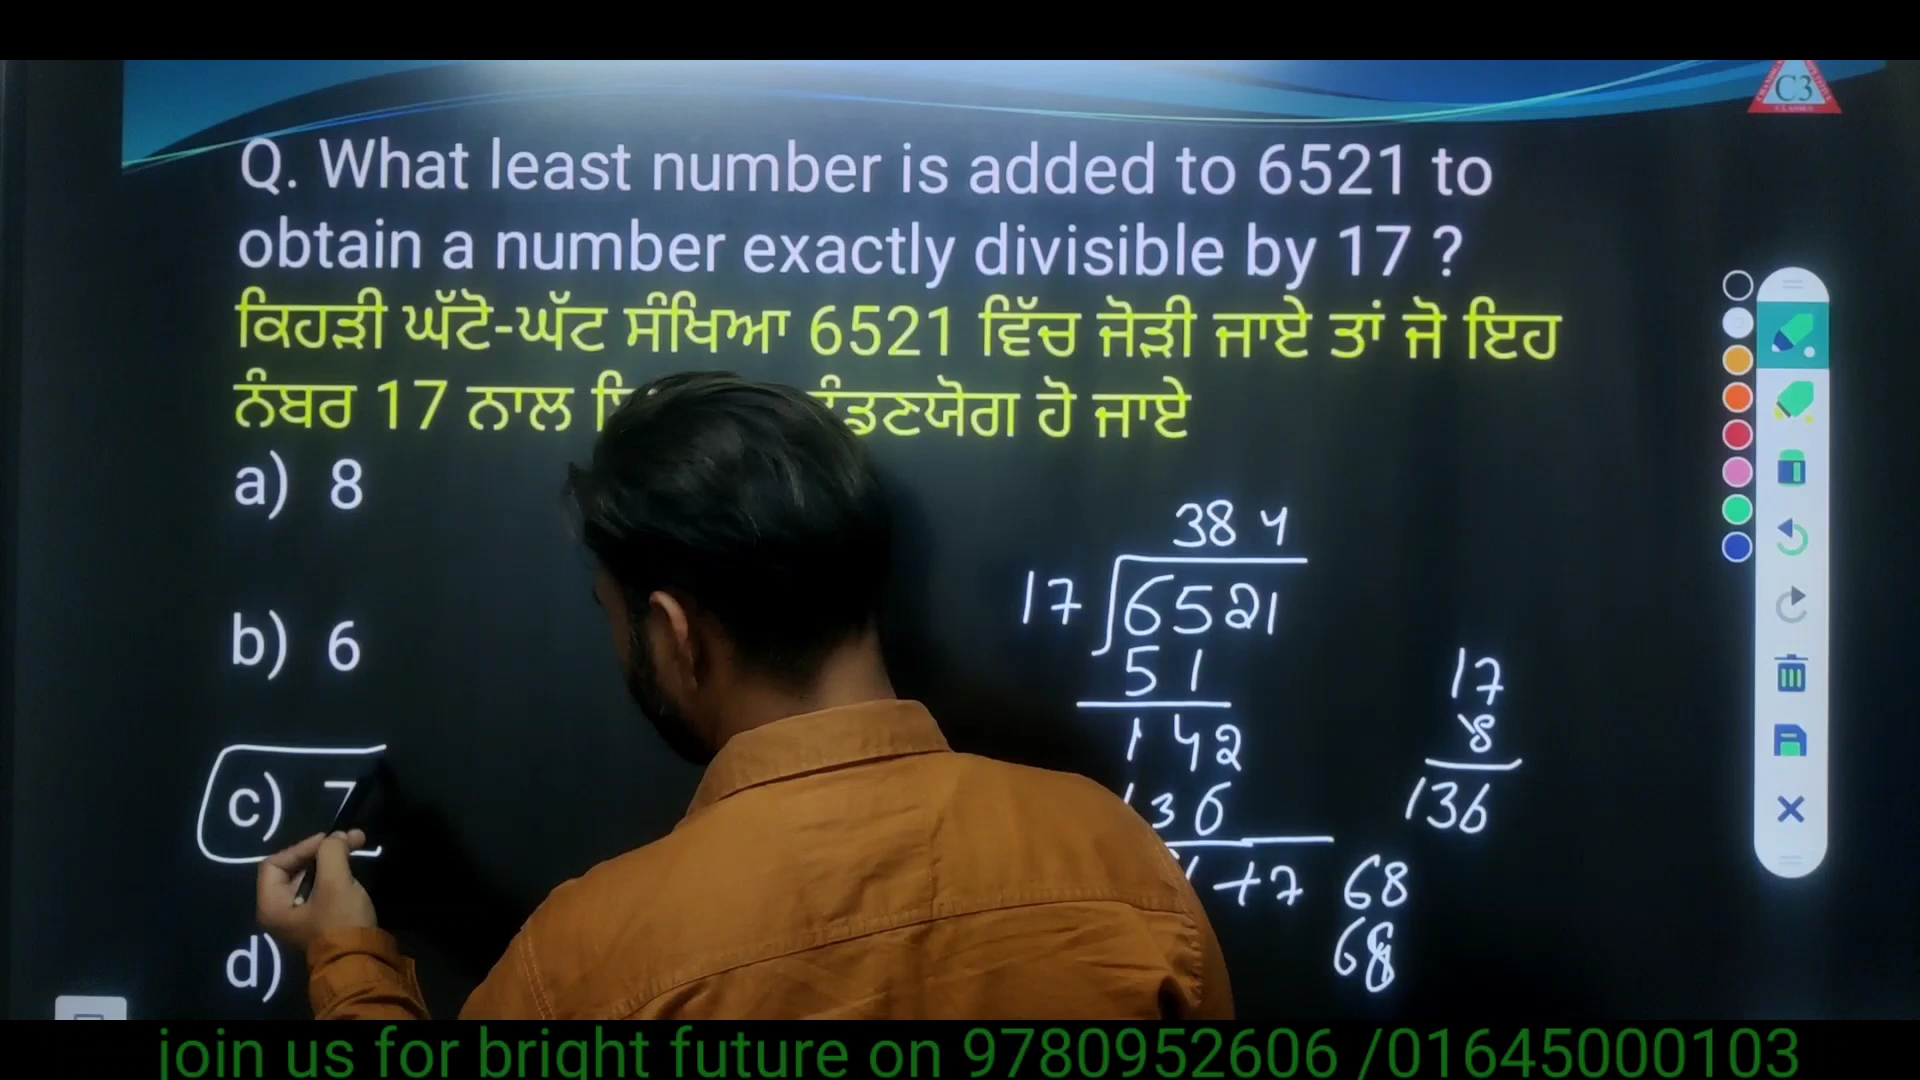 C3
Q. What least number is added to 6521 to
obtain a number exactly divisible by 17 ?
ਕਿਹੜੀ ਘੱਟੋ-ਘੱਟ ਸੰਖਿਆ 6521 ਵਿੱਚ ਜੋੜੀ ਜਾਏ ਤਾਂ ਜੋ ਇਹ
ਨੰਬਰ 17 ਨਾਲ ਹੋ ਜਾਏ
a) 8
b) 6
c) 7
d)
384
17 6521
51
142
136
+7
68
68
17
8
136
join us for bright future on 9780952606 /01645000103